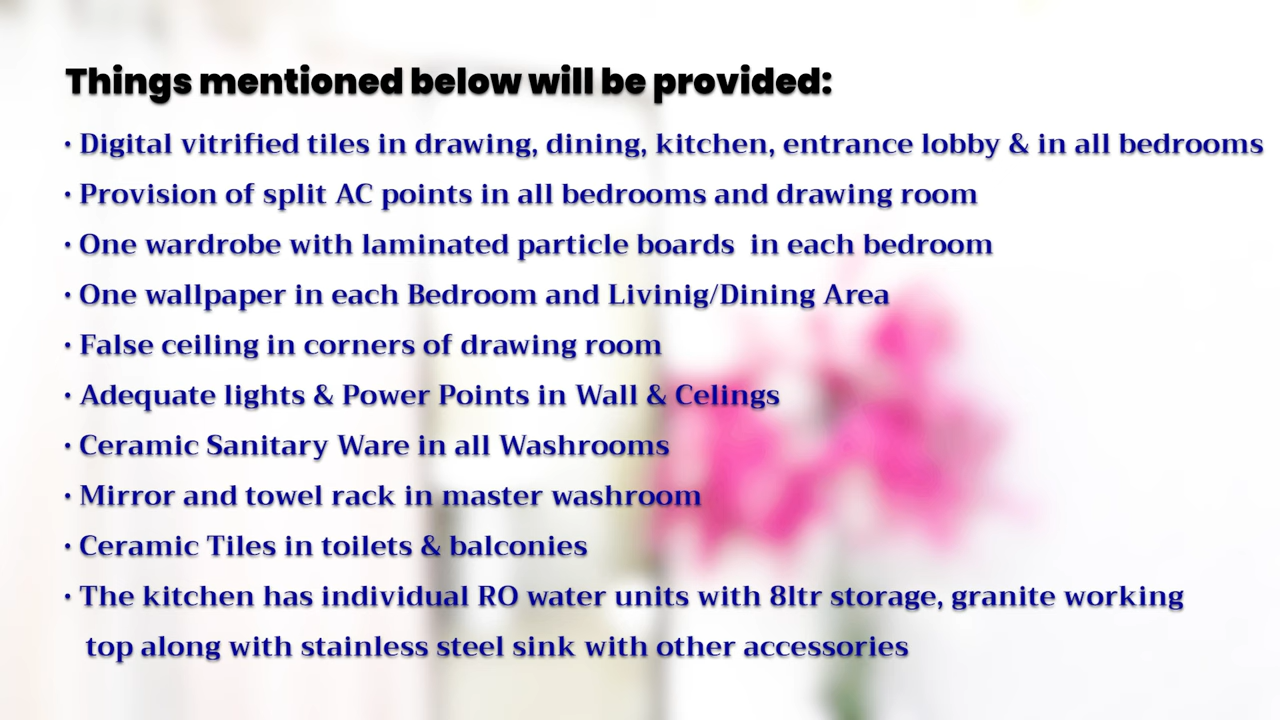 Things mentioned below will be provided:
• Digital vitrified tiles in drawing, dining, kitchen, entrance lobby & in all bedrooms
• Provision of split AC points in all bedrooms and drawing room
• One wardrobe with laminated particle boards  in each bedroom
• One wallpaper in each Bedroom and Livinig/Dining Area
• False ceiling in corners of drawing room
• Adequate lights & Power Points in Wall & Celings
• Ceramic Sanitary Ware in all Washrooms
• Mirror and towel rack in master washroom
• Ceramic Tiles in toilets & balconies
• The kitchen has individual RO water units with 8ltr storage, granite working
top along with stainless steel sink with other accessories